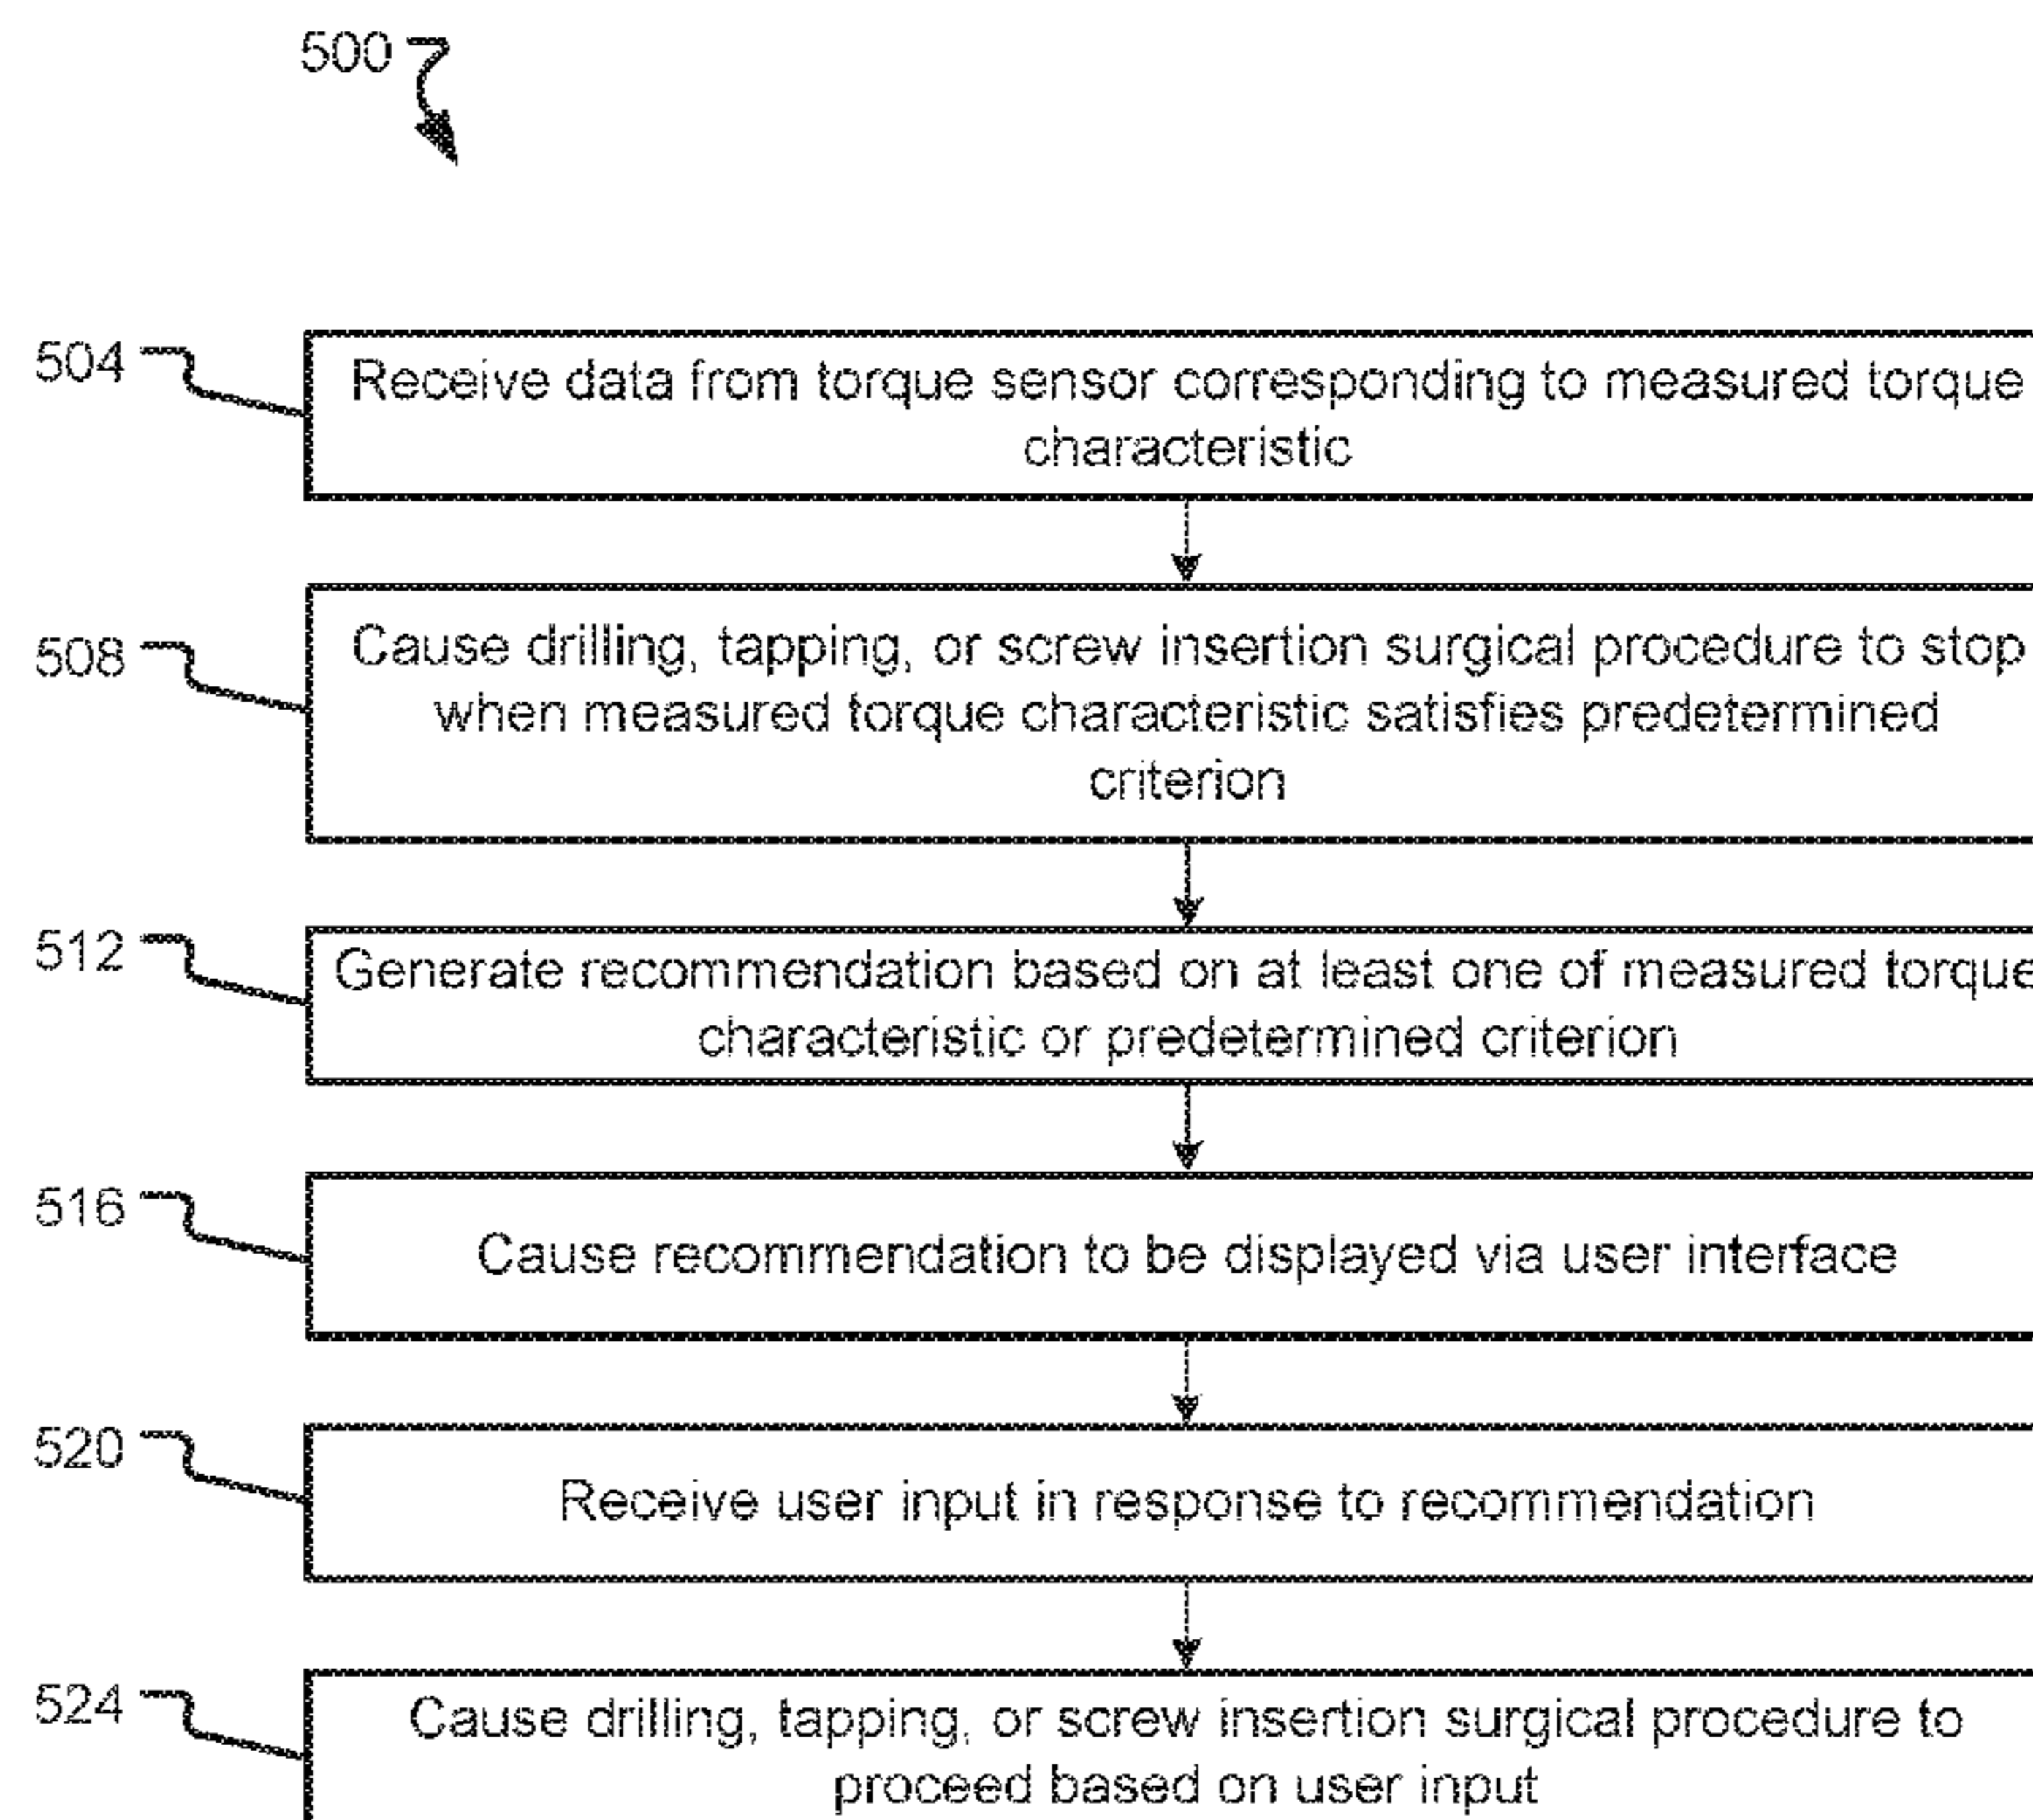 500
504
Receive data from torque sensor corresponding to measured torque
characteristic
508
Cause drilling, tapping, or screw insertion surgical procedure to stop
when measured torque characteristic satisfies predetermined
criterion
512
Generate recommendation based on at least one of measured torque
characteristic or predetermined criterion
516
Cause recommendation to be displayed via user interface
520
Receive user input in response to recommendation
524
Cause drilling, tapping, or screw insertion surgical procedure to
proceed based on user input